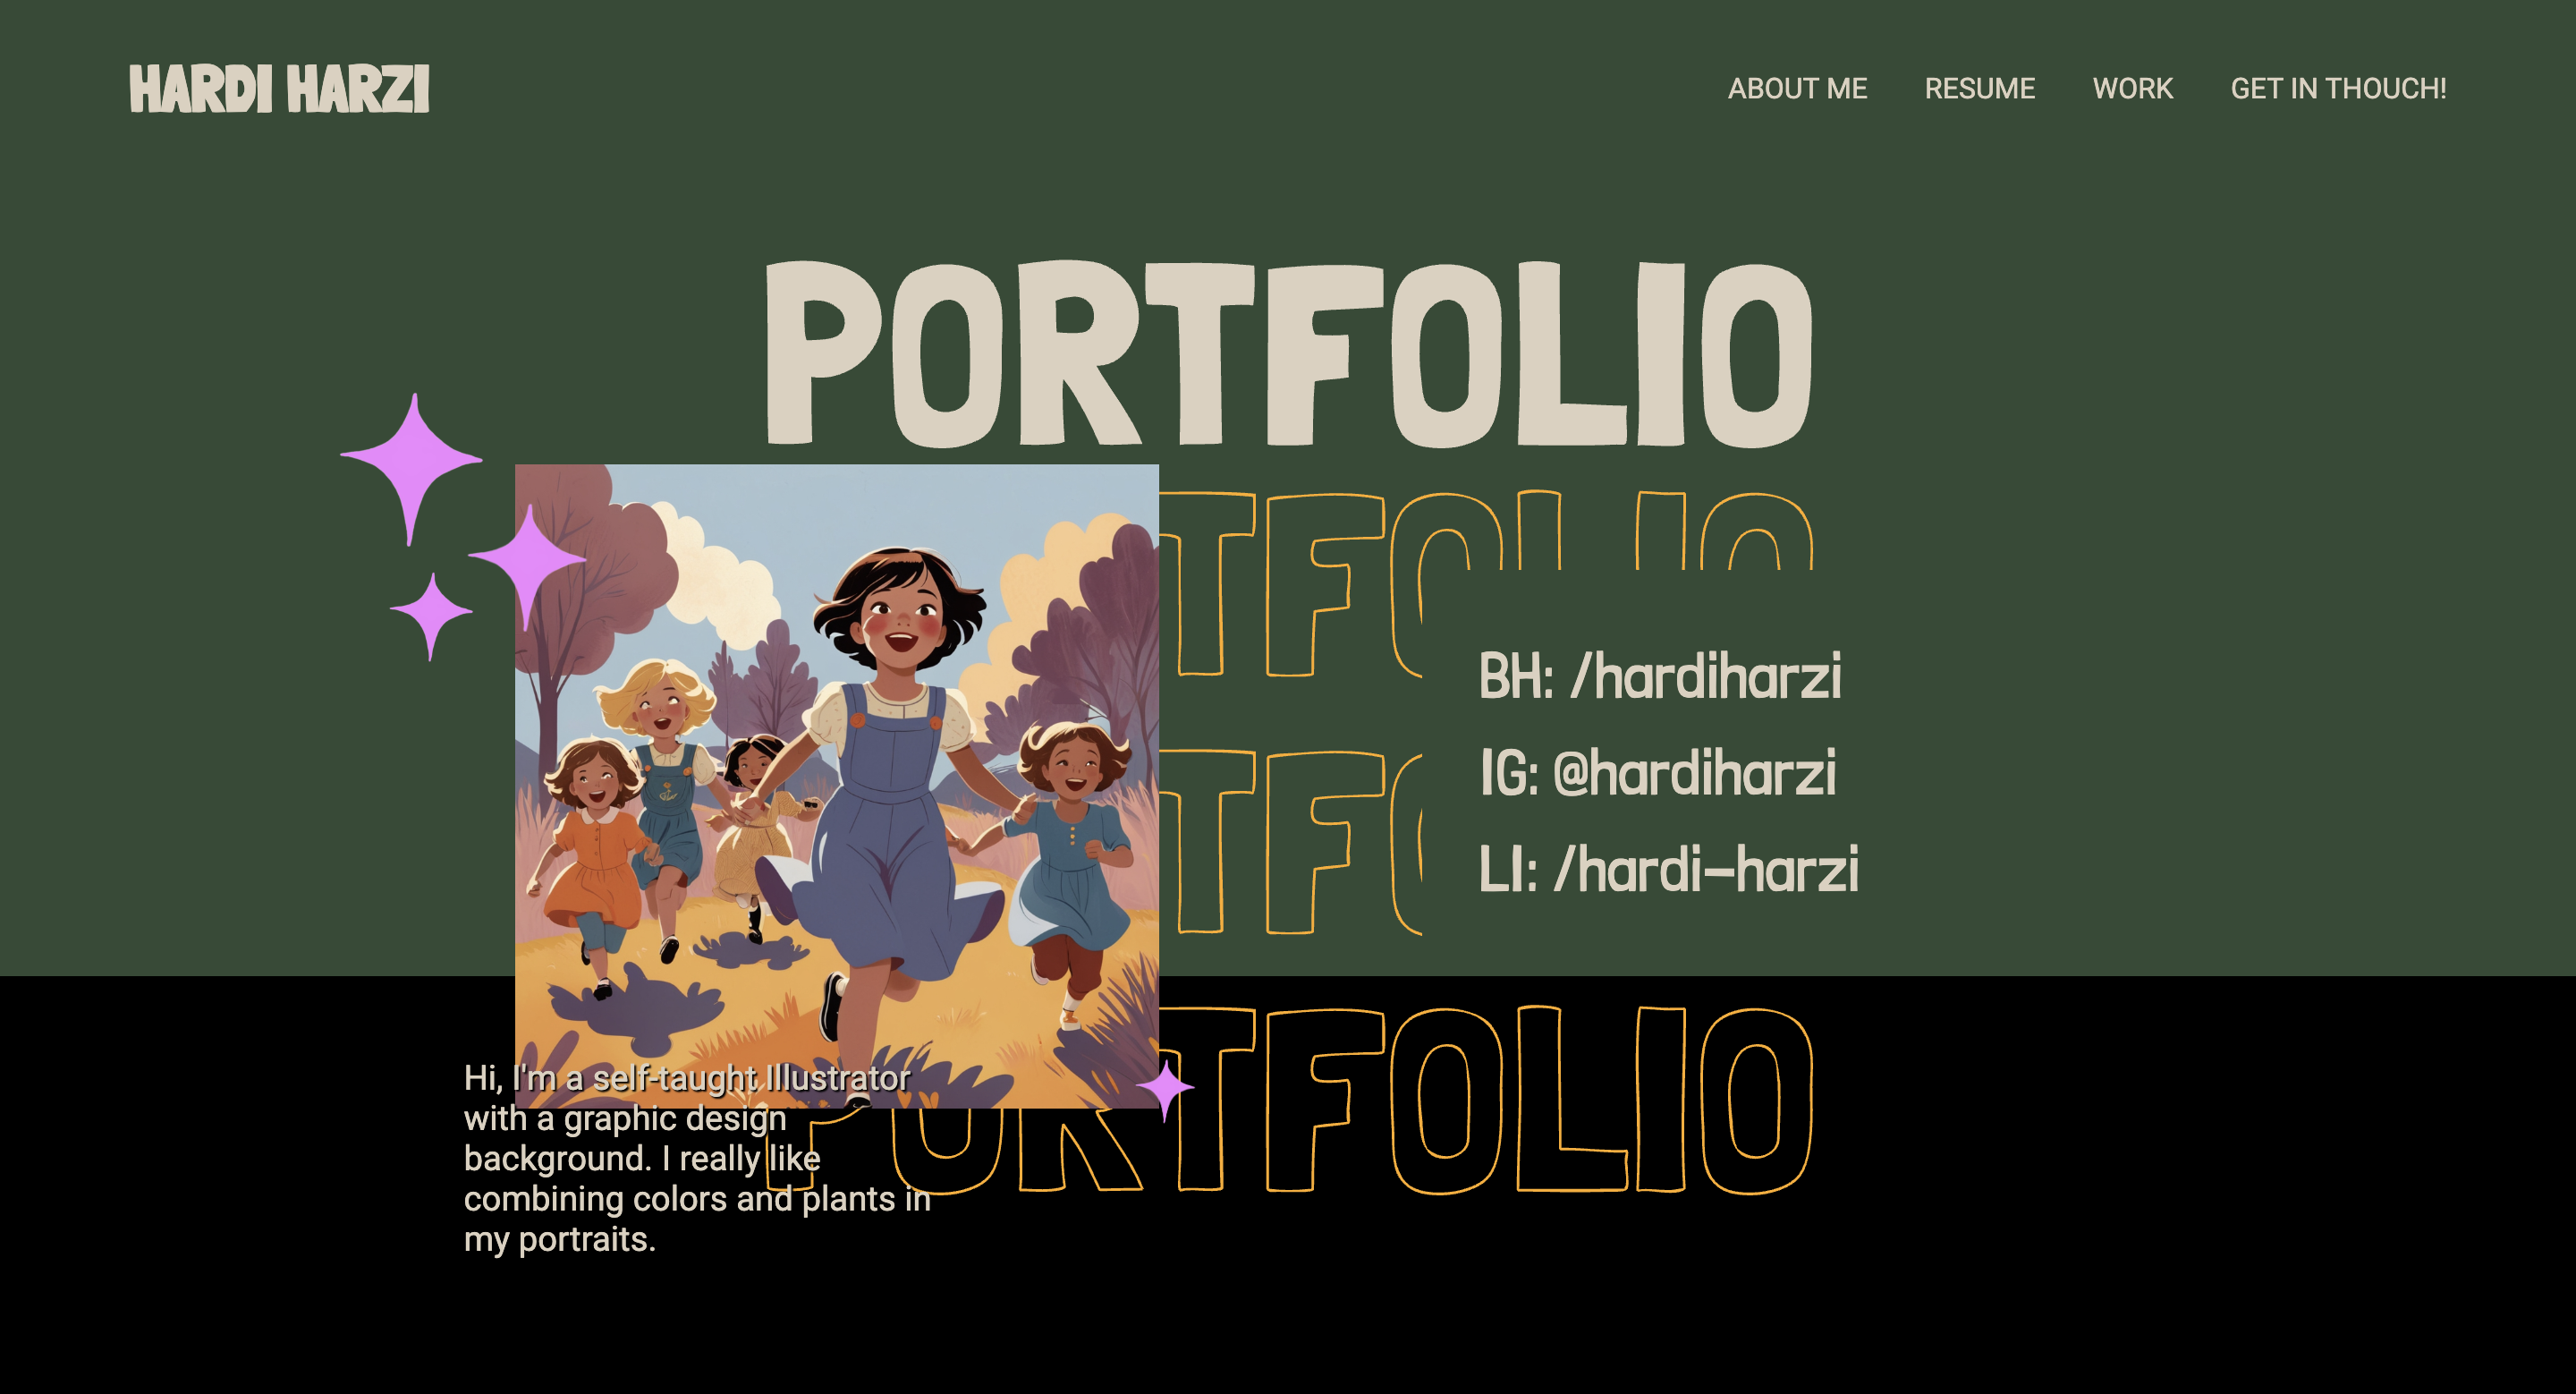 HARDI HARZI
ABOUT ME RESUME WORK GET IN THOUCH!
PORTFOLIO
BH: /hardiharzi
IG: @hardiharzi
LI: /hardi-harzi
PORTFOLIO
Hi, I'm a self-taught Illustrator
with a graphic design
background. I really like
combining colors and plants in
my portraits.